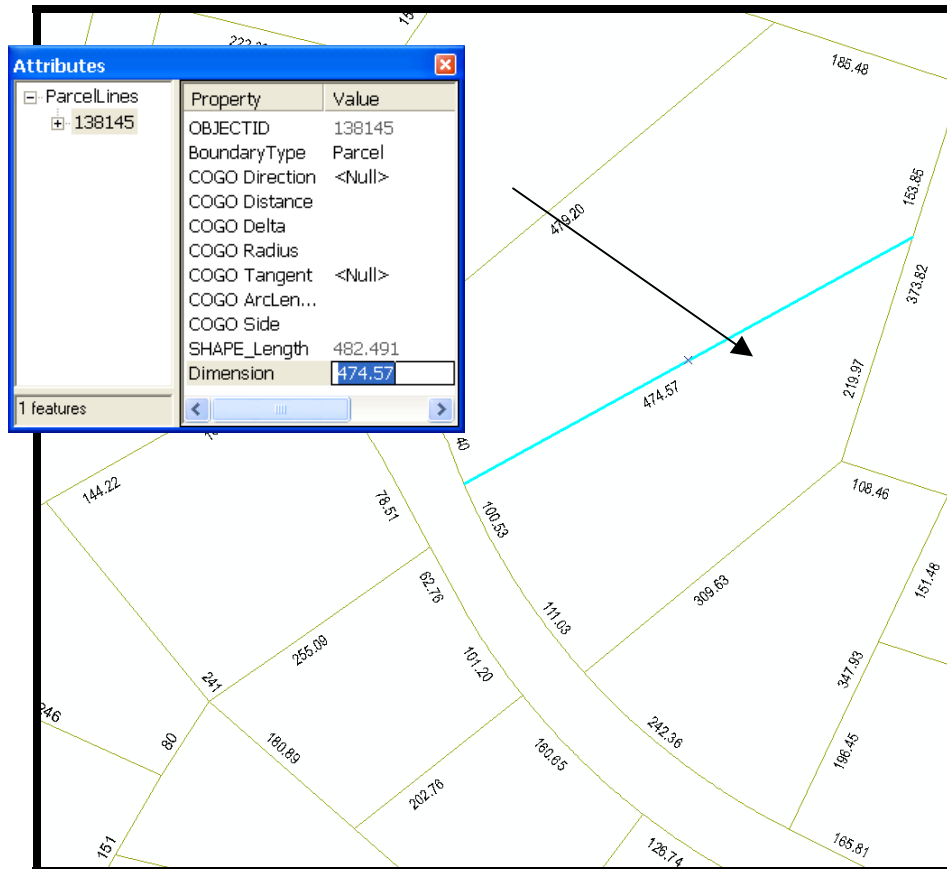 Attributes
ParcelLines
138145
1 features
Property Value
OBJECTID 138145
BoundaryType Parcel
COGO Direction <Null>
COGO Distance
COGO Delta
COGO Radius
COGO Tangent <Null>
COGO ArcLen...
COGO Side
SHAPE_Length 482.491
Dimension 474.57
185.48
153.85
479.20
373.82
219.97
474.57
40
108.46
144.22
78.51
100.53
151.48
309.63
62.76
111.03
255.09
101.20
347.93
241
246
80
180.89
160.65
242.36
196.45
202.76
151
126.74
165.81